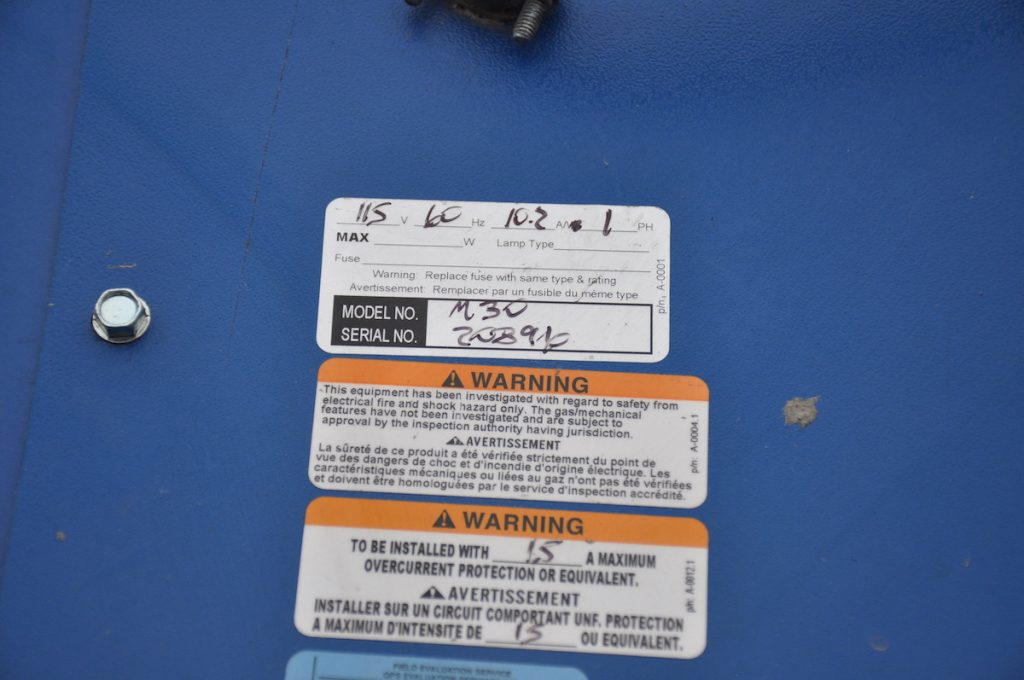 115 V 60 Hz 10.2 A/ 1 PH
MAX W Lamp Type
Fuse
Warning: Replace fuse with same type & rating
Avertissement: Remplacer par un fusible du même type
p/n: A-0001
MODEL NO. M30
SERIAL NO.
WARNING
This equipment has been investigated with regard to safety from
electrical fire and shock hazard only. The gas/mechanical
features have not been investigated and are subject to
approval by the inspection authority having jurisdiction.
AVERTISSEMENT
La sûreté de ce produit a été vérifiée strictement du point de
vue des dangers de choc et d'incendie d'origine électrique. Les
caractéristiques mécaniques ou liées au gaz n'ont pas été vérifiées
et doivent être homologuées par le service d'inspection accrédité.
p/n: A-0004.1
WARNING
TO BE INSTALLED WITH 15 A MAXIMUM
OVERCURRENT PROTECTION OR EQUIVALENT.
AVERTISSEMENT
INSTALLER SUR UN CIRCUIT COMPORTANT UNF. PROTECTION
A MAXIMUM D'INTENSITE DE 15 OU EQUIVALENT.
p/n: A-0012.1
FIELD EVALUATION SERVICE